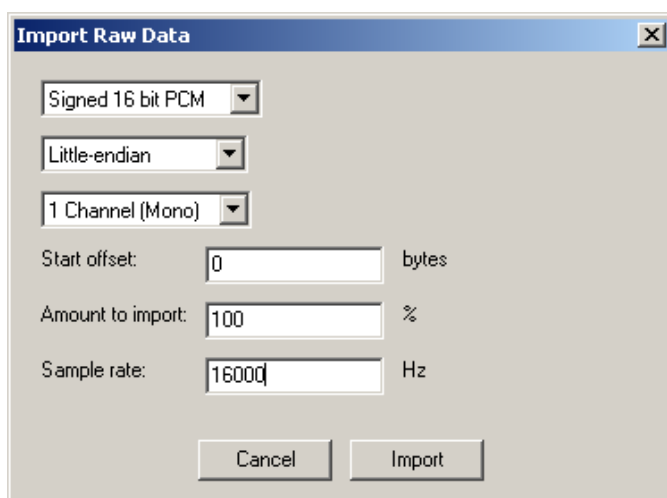 Import Raw Data
Signed 16 bit PCM
Little-endian
1 Channel (Mono)
Start offset: 0 bytes
Amount to import: 100 %
Sample rate: 16000 Hz
Cancel Import